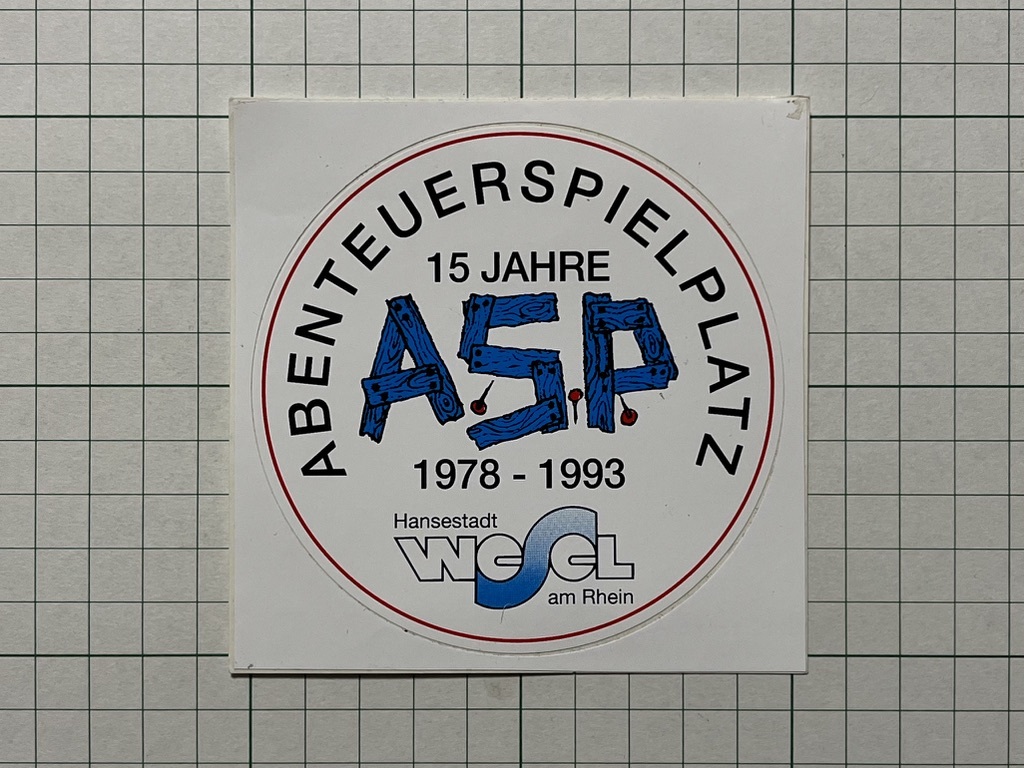 ABENTEUERSPIELPLATZ
15 JAHRE
A.S.P.
1978 - 1993
Hansestadt
WESEL
am Rhein